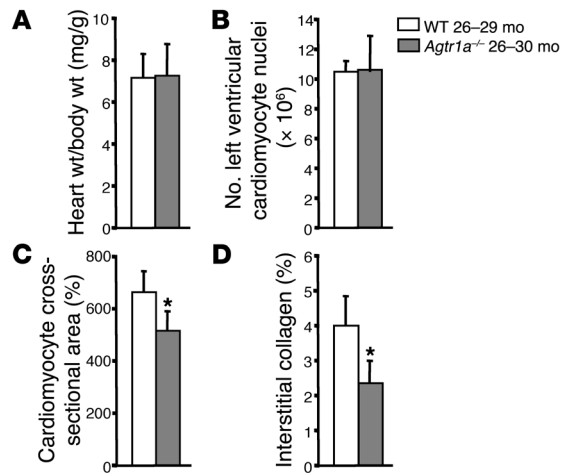 A
Heart wt/body wt (mg/g)
10
8
6
4
2
0
B
No. left ventricular
cardiomyocyte nuclei
(× 10⁶)
14
12
10
8
6
4
2
0
WT 26–29 mo
Agtr1a⁻/⁻ 26–30 mo
C
Cardiomyocyte cross-
sectional area (%)
800
600
400
200
0
*
D
Interstitial collagen (%)
6
5
4
3
2
1
0
*